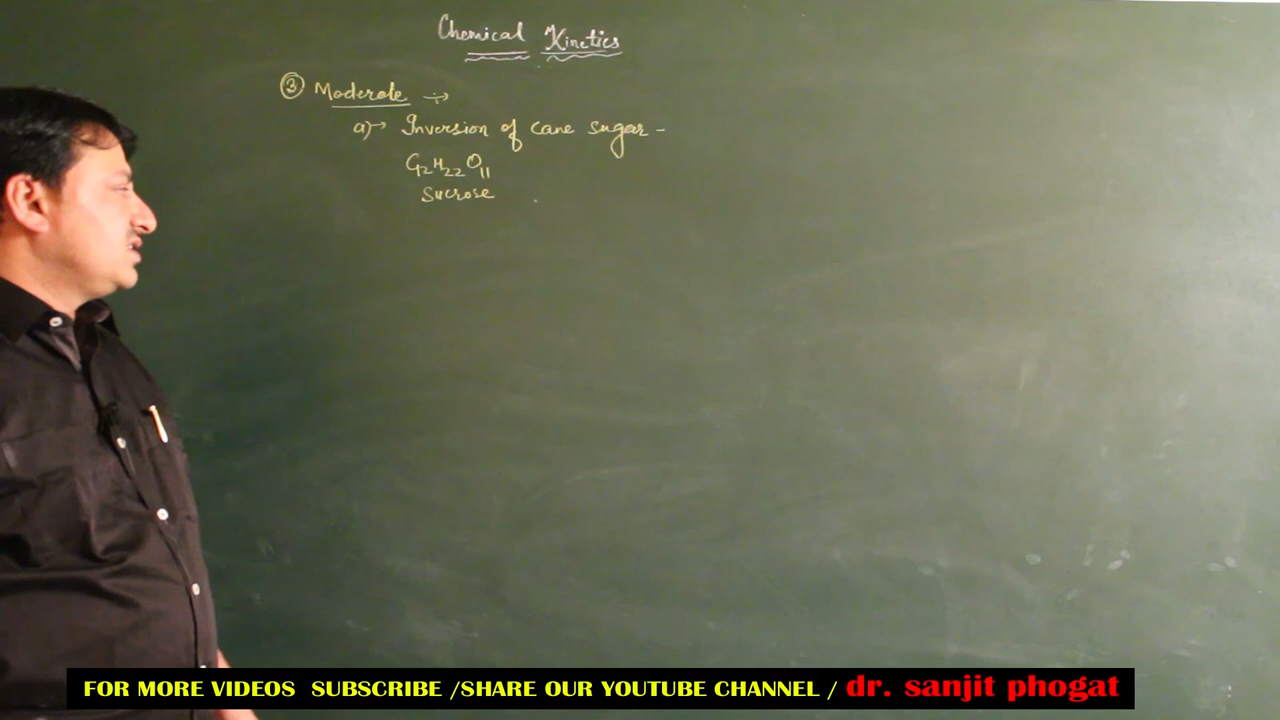 Chemical Kinetics
③ Moderate →
a)→ Inversion of cane sugar -
C₁₂H₂₂O₁₁
Sucrose
FOR MORE VIDEOS SUBSCRIBE /SHARE OUR YOUTUBE CHANNEL / dr. sanjit phogat